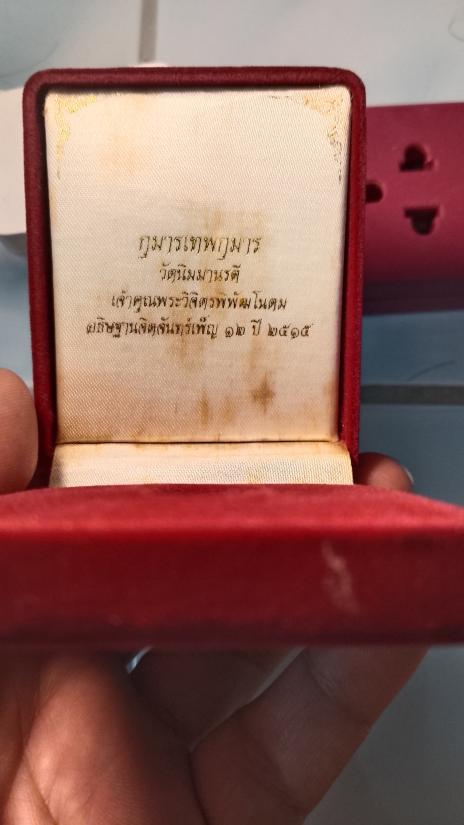 กุมารเทพกุมาร
วัดนิมมานรดี
เจ้าคุณพระวิจิตรพิพัฒโนดม
อธิษฐานจิตจันทร์เพ็ญ ๑๒ ปี ๒๕๑๕